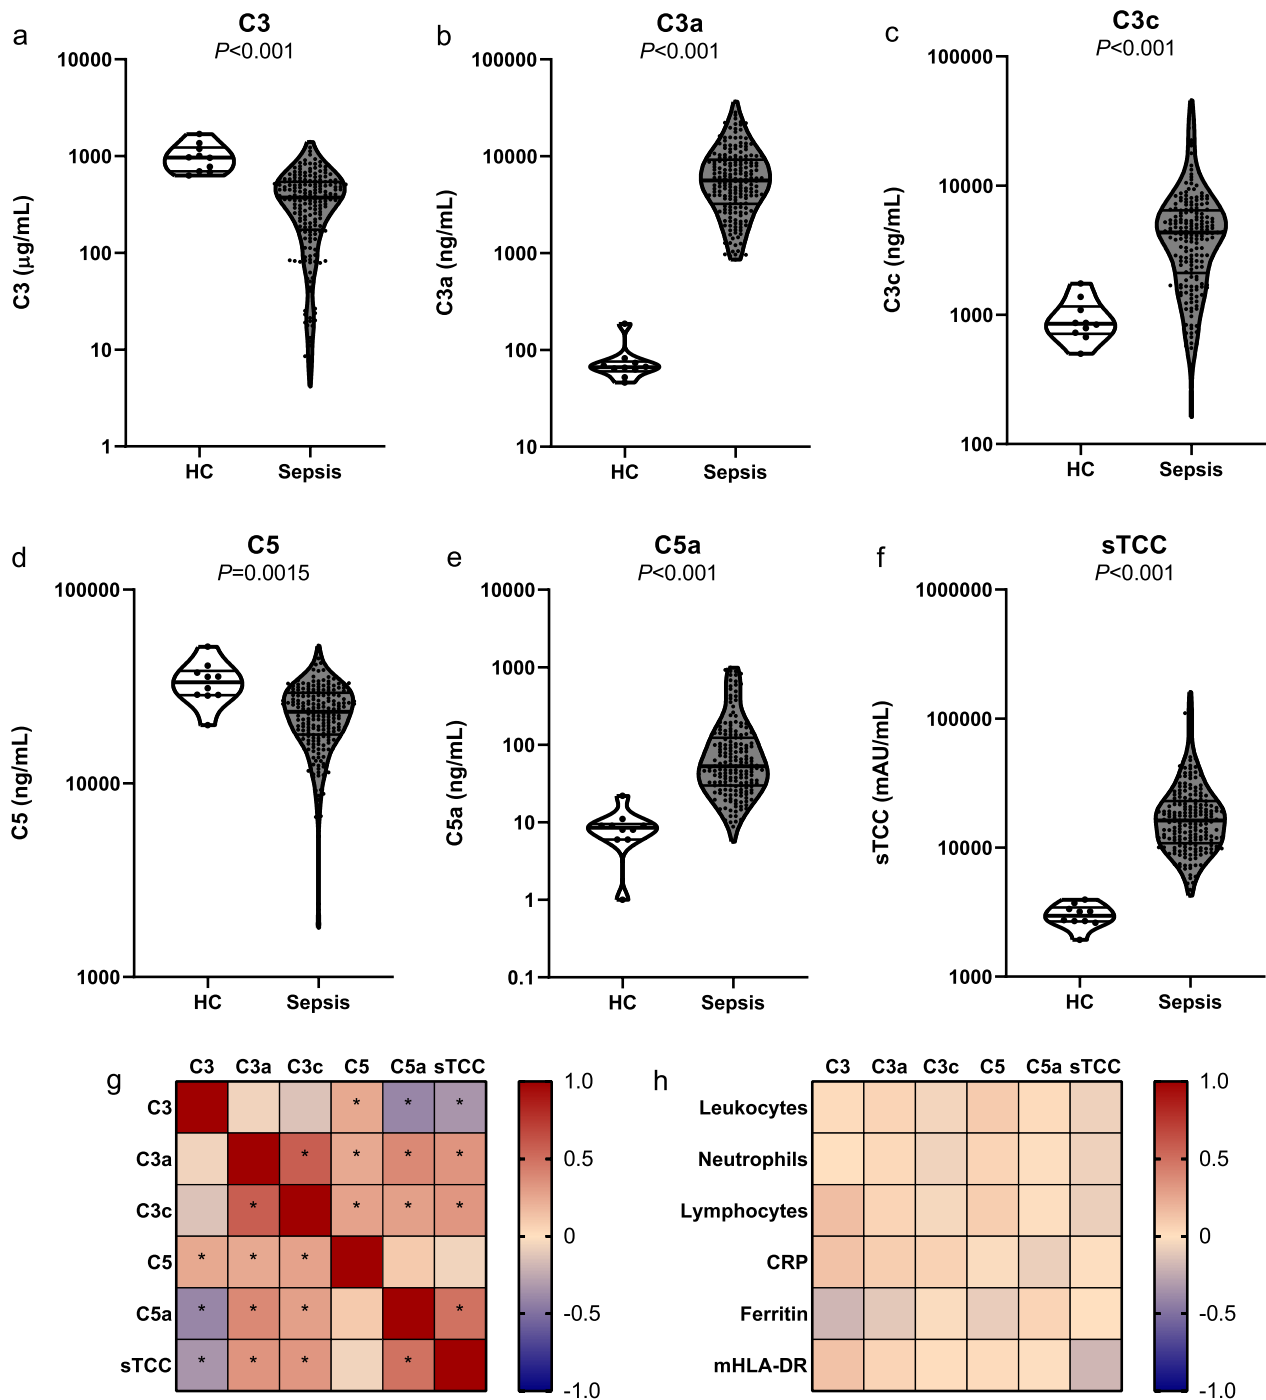 a
C3
P<0.001
10000
1000
100
10
1
C3 (μg/mL)
HC Sepsis
b
C3a
P<0.001
100000
10000
1000
100
10
C3a (ng/mL)
HC Sepsis
c
C3c
P<0.001
100000
10000
1000
100
C3c (ng/mL)
HC Sepsis
d
C5
P=0.0015
100000
10000
1000
C5 (ng/mL)
HC Sepsis
e
C5a
P<0.001
10000
1000
100
10
1
0.1
C5a (ng/mL)
HC Sepsis
f
sTCC
P<0.001
1000000
100000
10000
1000
sTCC (mAU/mL)
HC Sepsis
g
C3 C3a C3c C5 C5a sTCC
C3 * * *
C3a * * * *
C3c * * * *
C5 * * *
C5a * * * *
sTCC * * * *
1.0
0.5
0
-0.5
-1.0
h
C3 C3a C3c C5 C5a sTCC
Leukocytes
Neutrophils
Lymphocytes
CRP
Ferritin
mHLA-DR
1.0
0.5
0
-0.5
-1.0